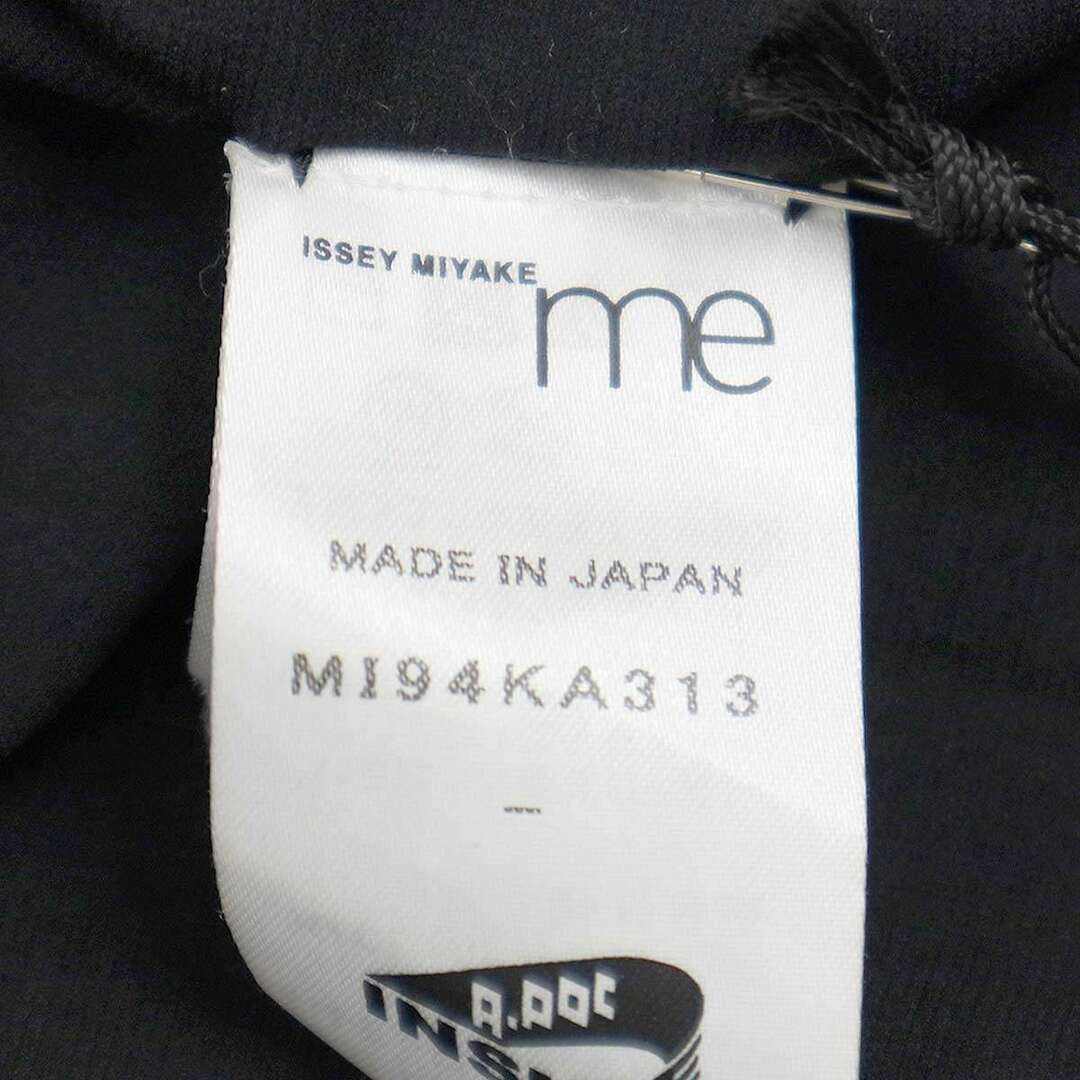 ISSEY MIYAKE
me
MADE IN JAPAN
MI94KA313
—
A.POC